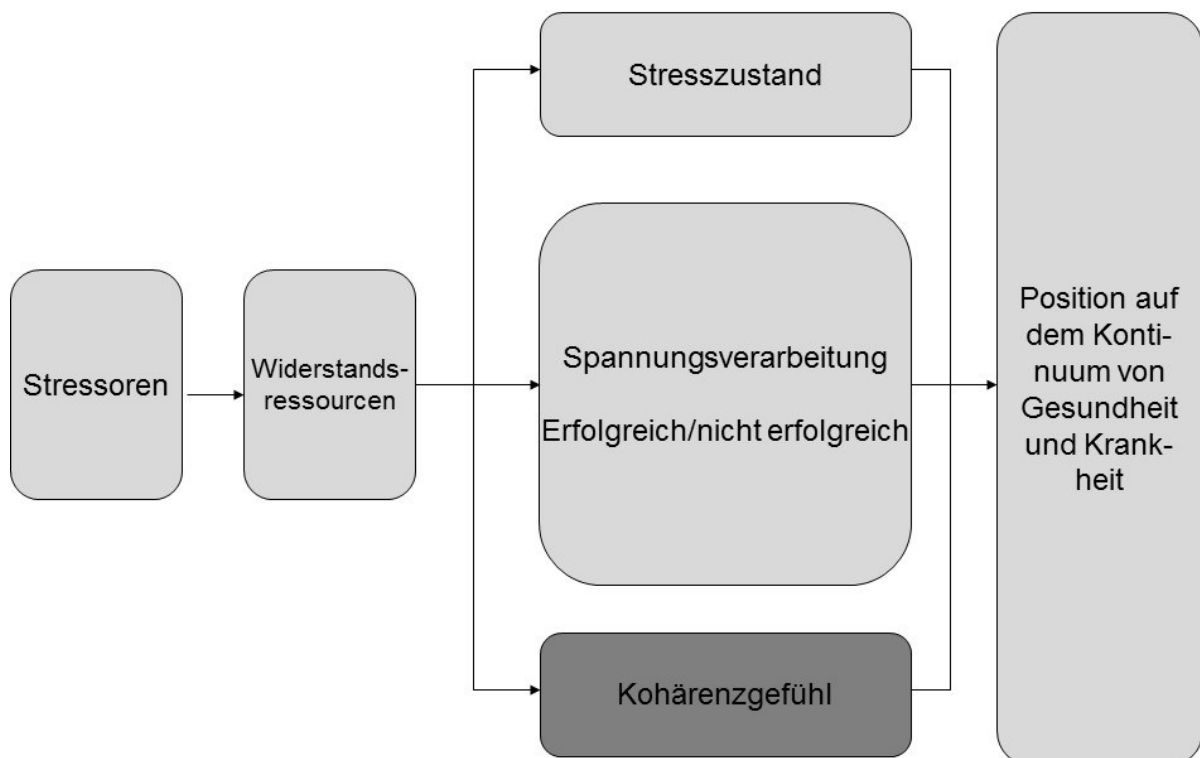 Stressoren
Widerstands-
ressourcen
Stresszustand
Spannungsverarbeitung
Erfolgreich/nicht erfolgreich
Kohärenzgefühl
Position auf
dem Konti-
nuum von
Gesundheit
und Krank-
heit